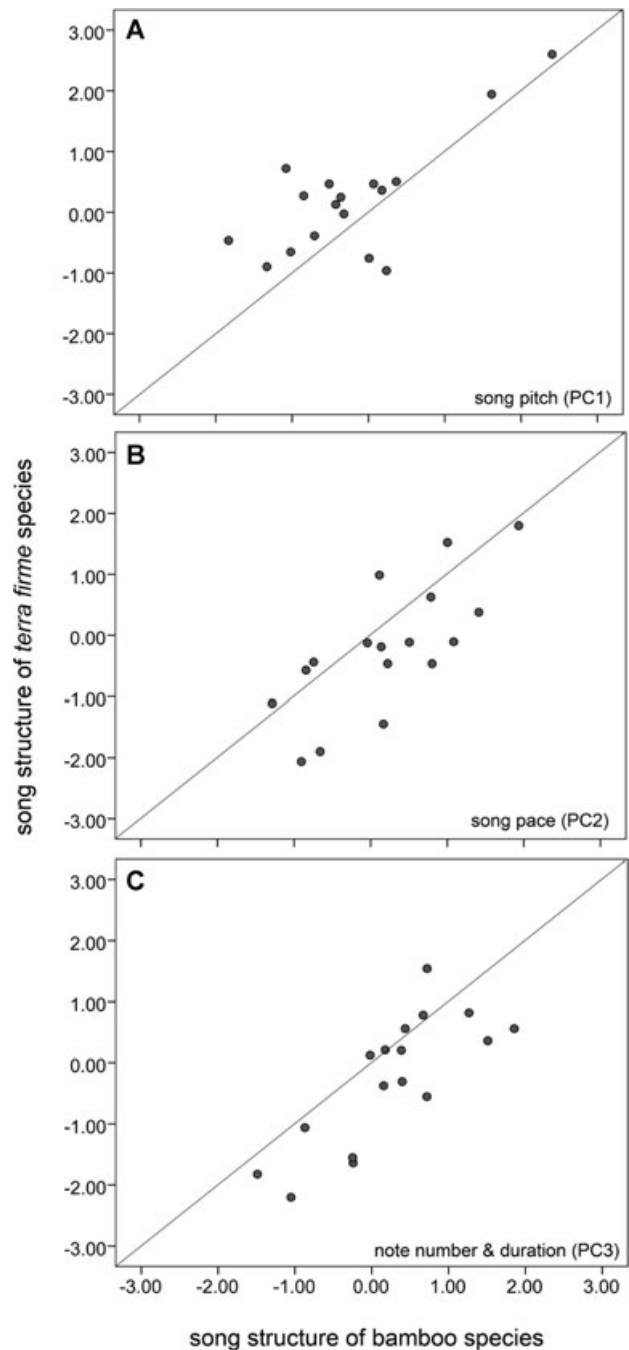 A
3.00
2.00
1.00
0.00
-1.00
-2.00
-3.00
song pitch (PC1)
B
3.00
2.00
1.00
0.00
-1.00
-2.00
-3.00
song pace (PC2)
song structure of terra firme species
C
3.00
2.00
1.00
0.00
-1.00
-2.00
-3.00
note number & duration (PC3)
-3.00 -2.00 -1.00 0.00 1.00 2.00 3.00
song structure of bamboo species